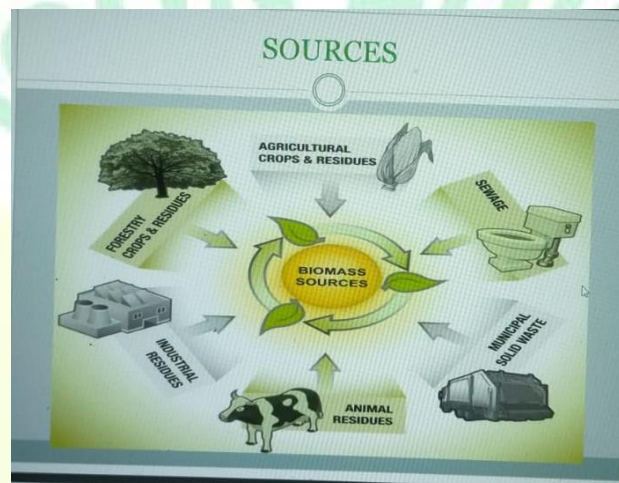 SOURCES
AGRICULTURAL
CROPS & RESIDUES
FORESTRY
CROPS & RESIDUES
SEWAGE
BIOMASS
SOURCES
INDUSTRIAL
RESIDUES
MUNICIPAL
SOLID WASTE
ANIMAL
RESIDUES